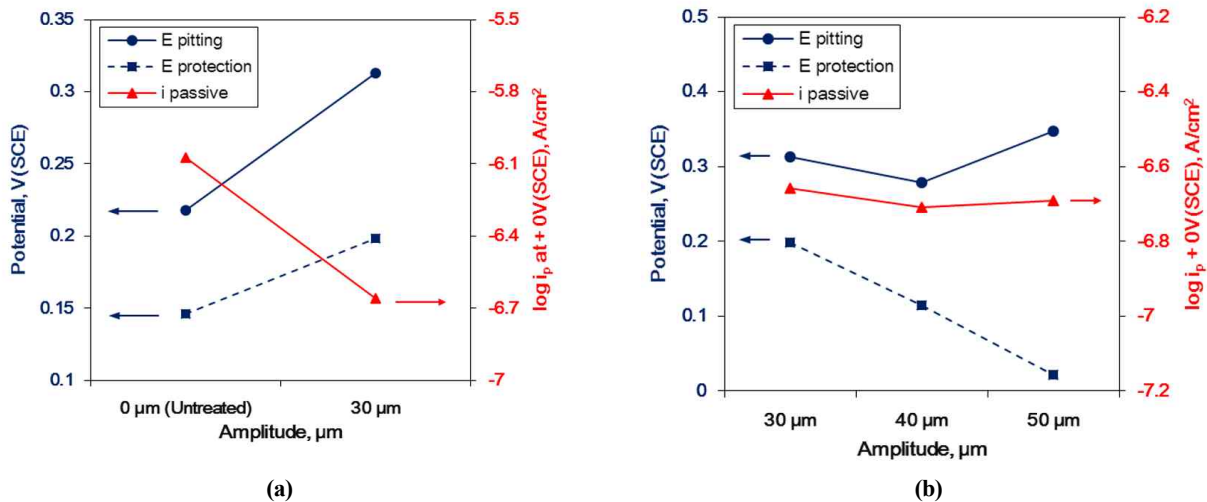 0.35
0.3
0.25
0.2
0.15
0.1
Potential, V(SCE)
E pitting
E protection
i passive
-5.5
-5.8
-6.1
-6.4
-6.7
-7
log ip at + 0V(SCE), A/cm²
0 µm (Untreated)
30 µm
Amplitude, µm
(a)
0.5
0.4
0.3
0.2
0.1
0
Potential, V(SCE)
E pitting
E protection
i passive
-6.2
-6.4
-6.6
-6.8
-7
-7.2
log ip + 0V(SCE), A/cm²
30 µm
40 µm
50 µm
Amplitude, µm
(b)